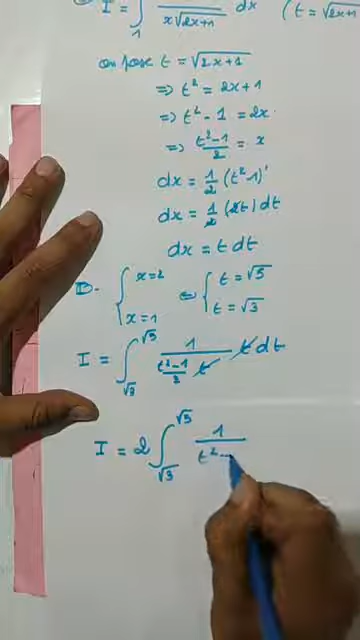 I = ∫₁ 1/(x√(2x+1)) dx (t = √(2x+1
on pose t = √(2x+1)
⇒ t² = 2x + 1
⇒ t² - 1 = 2x
⇒ (t²-1)/2 = x
dx = 1/2 (t²-1)'
dx = 1/2 (2t) dt
dx = t dt
D. { x=2 ⇔ { t = √5
x=1 t = √3
I = ∫_{√3}^{√5} 1/((t²-1)/2 t) t dt
I = 2 ∫_{√3}^{√5} 1/(t² -